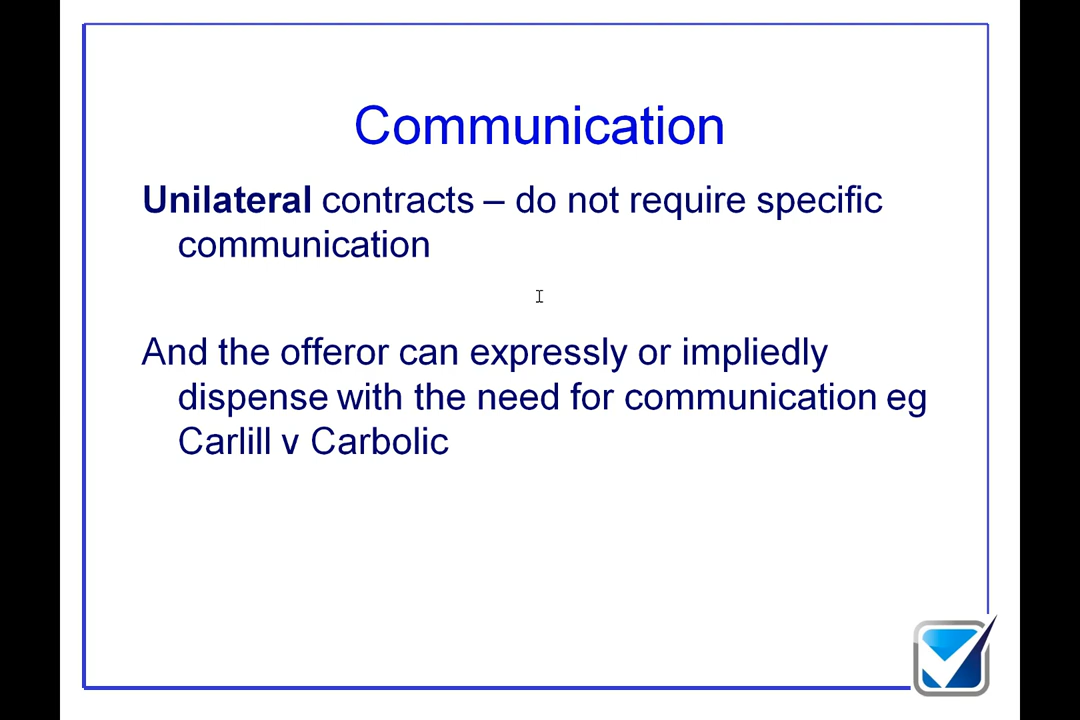 Communication
Unilateral contracts – do not require specific
communication
And the offeror can expressly or impliedly
dispense with the need for communication eg
Carlill v Carbolic